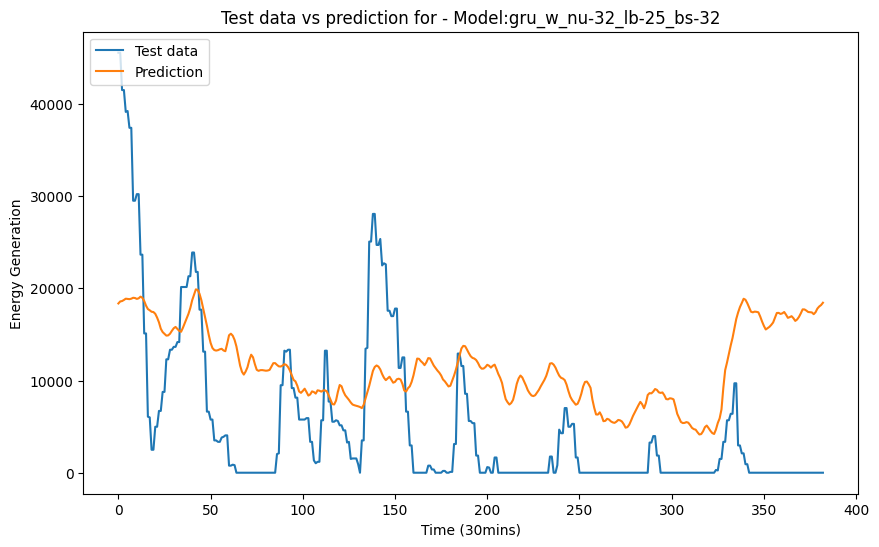 Test data vs prediction for - Model:gru_w_nu-32_lb-25_bs-32
Test data
Prediction
Energy Generation
40000
30000
20000
10000
0
0 50 100 150 200 250 300 350 400
Time (30mins)